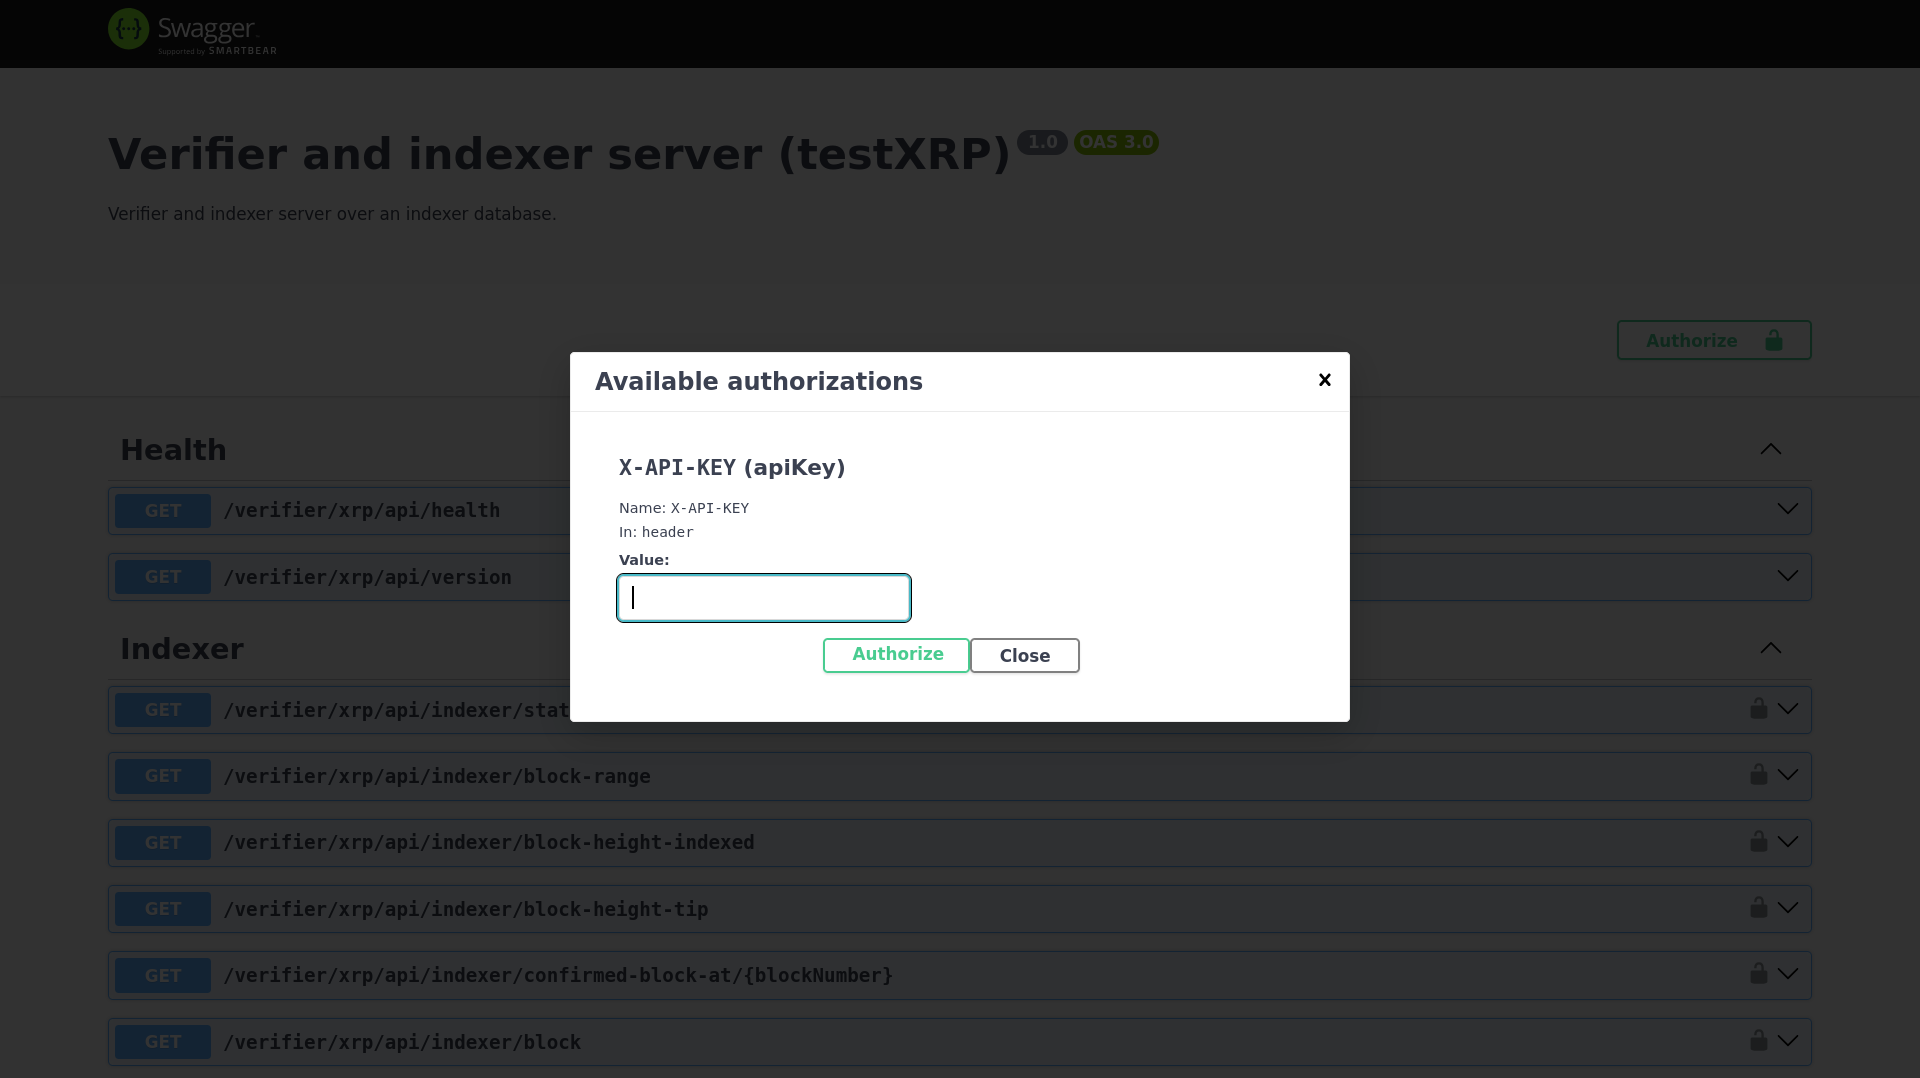 Swagger
Supported by SMARTBEAR
Verifier and indexer server (testXRP) 1.0 OAS 3.0
Verifier and indexer server over an indexer database.
Authorize
Available authorizations
X-API-KEY (apiKey)
Name: X-API-KEY
In: header
Value:
Authorize Close
Health
GET /verifier/xrp/api/health
GET /verifier/xrp/api/version
Indexer
GET /verifier/xrp/api/indexer/stat
GET /verifier/xrp/api/indexer/block-range
GET /verifier/xrp/api/indexer/block-height-indexed
GET /verifier/xrp/api/indexer/block-height-tip
GET /verifier/xrp/api/indexer/confirmed-block-at/{blockNumber}
GET /verifier/xrp/api/indexer/block